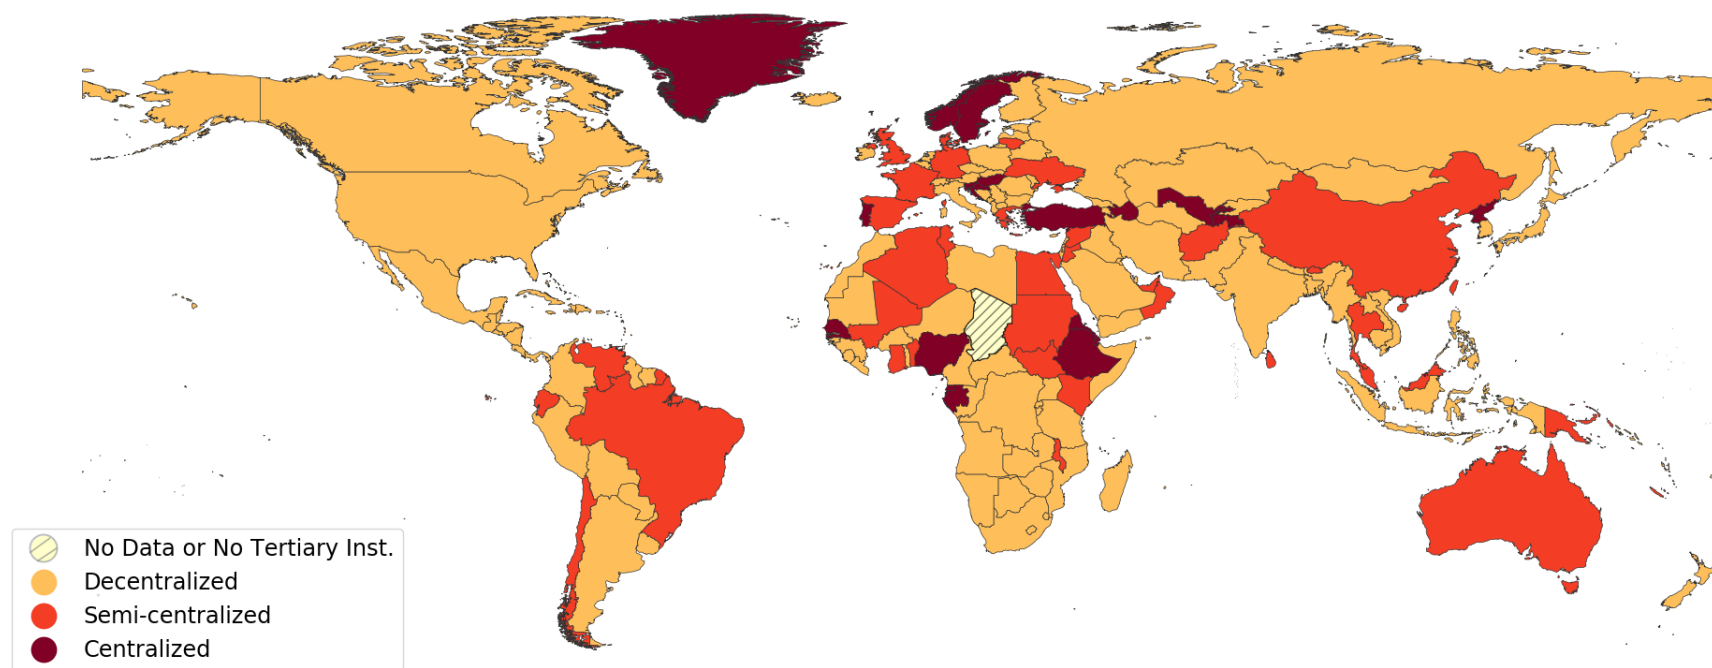 No Data or No Tertiary Inst.
Decentralized
Semi-centralized
Centralized